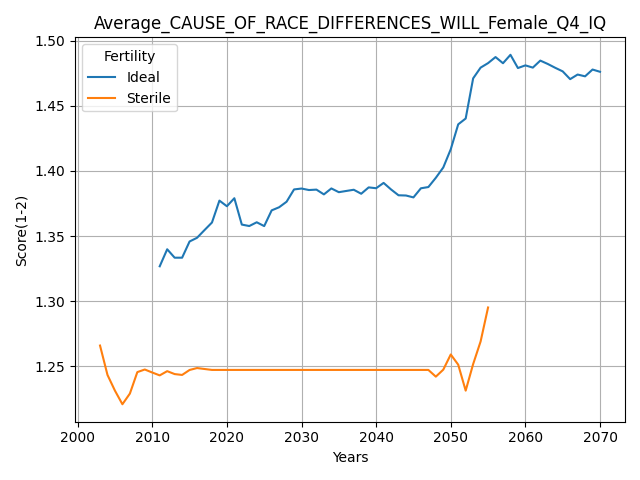 Average_CAUSE_OF_RACE_DIFFERENCES_WILL_Female_Q4_IQ
Score(1-2)
1.50
1.45
1.40
1.35
1.30
1.25
Fertility
Ideal
Sterile
2000 2010 2020 2030 2040 2050 2060 2070
Years